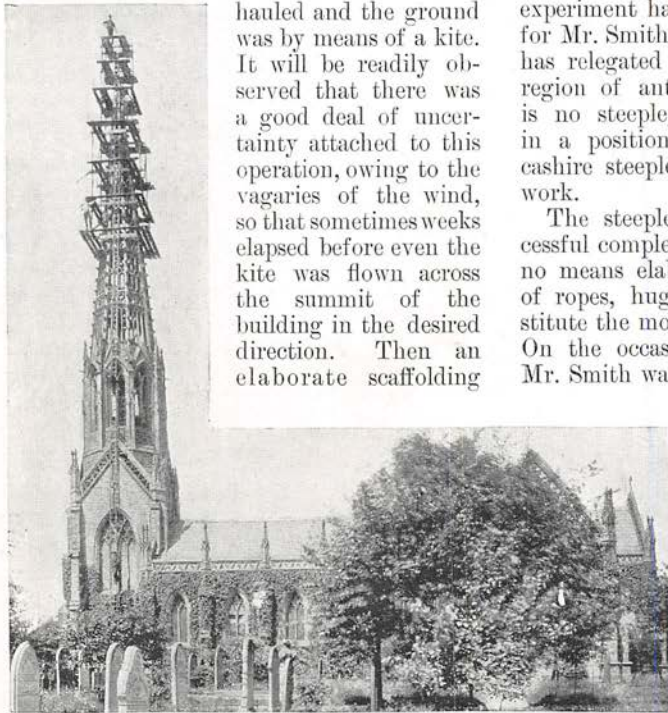 hauled and the ground
was by means of a kite.
It will be readily ob-
served that there was
a good deal of uncer-
tainty attached to this
operation, owing to the
vagaries of the wind,
so that sometimes weeks
elapsed before even the
kite was flown across
the summit of the
building in the desired
direction. Then an
elaborate scaffolding
experiment ha
for Mr. Smith
has relegated
region of ant
is no steeple
in a position
cashire steeple
work.
The steeple
cessful comple
no means elab
of ropes, hug
stitute the mo
On the occas
Mr. Smith wa